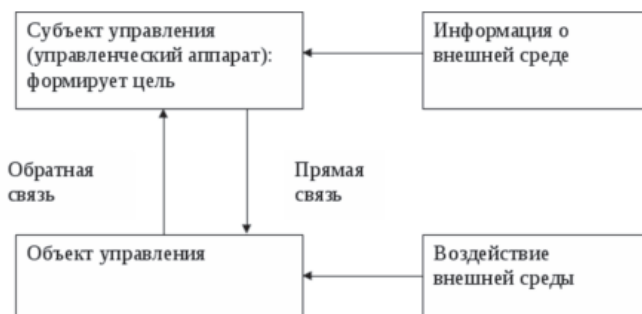 Субъект управления
(управленческий аппарат):
формирует цель
Информация о
внешней среде
Обратная
связь
Прямая
связь
Объект управления
Воздействие
внешней среды